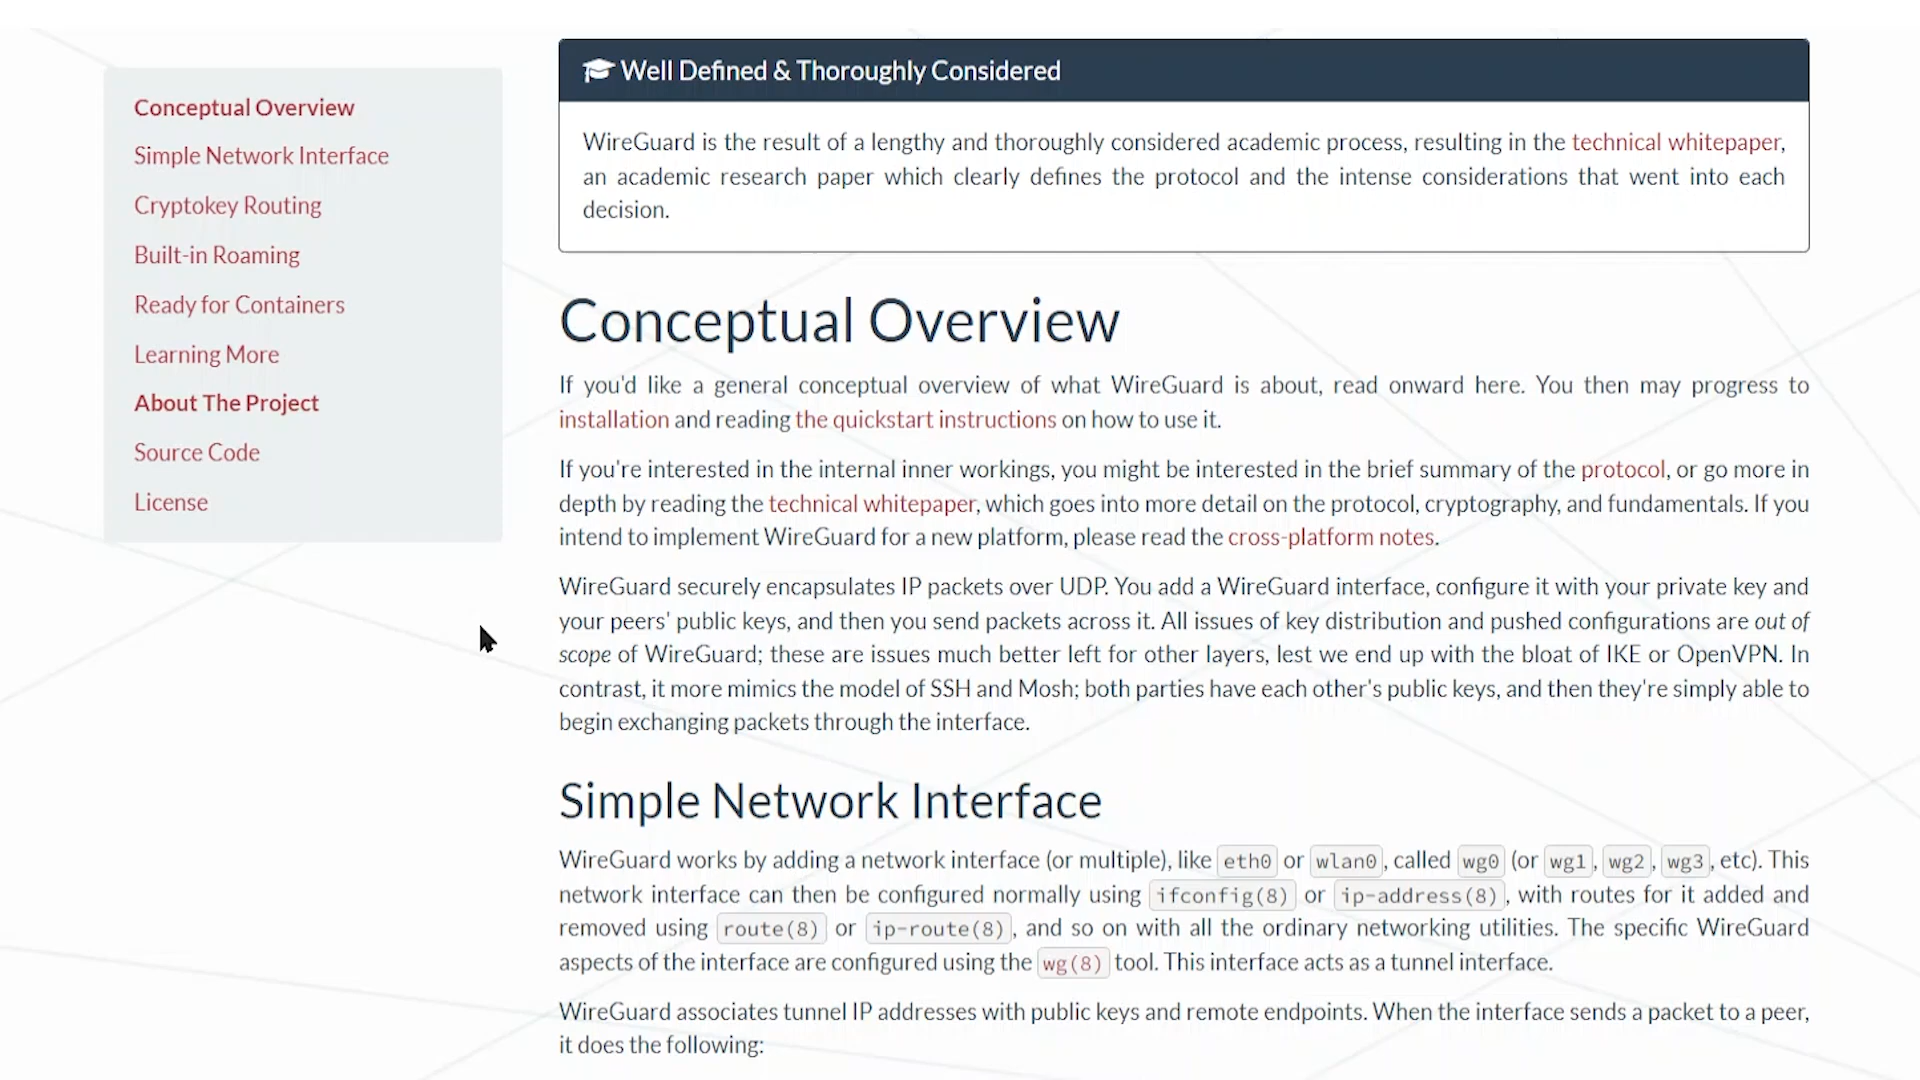 Conceptual Overview
Simple Network Interface
Cryptokey Routing
Built-in Roaming
Ready for Containers
Learning More
About The Project
Source Code
License
Well Defined & Thoroughly Considered
WireGuard is the result of a lengthy and thoroughly considered academic process, resulting in the technical whitepaper,
an academic research paper which clearly defines the protocol and the intense considerations that went into each
decision.
Conceptual Overview
If you'd like a general conceptual overview of what WireGuard is about, read onward here. You then may progress to
installation and reading the quickstart instructions on how to use it.
If you're interested in the internal inner workings, you might be interested in the brief summary of the protocol, or go more in
depth by reading the technical whitepaper, which goes into more detail on the protocol, cryptography, and fundamentals. If you
intend to implement WireGuard for a new platform, please read the cross-platform notes.
WireGuard securely encapsulates IP packets over UDP. You add a WireGuard interface, configure it with your private key and
your peers' public keys, and then you send packets across it. All issues of key distribution and pushed configurations are out of
scope of WireGuard; these are issues much better left for other layers, lest we end up with the bloat of IKE or OpenVPN. In
contrast, it more mimics the model of SSH and Mosh; both parties have each other's public keys, and then they're simply able to
begin exchanging packets through the interface.
Simple Network Interface
WireGuard works by adding a network interface (or multiple), like eth0 or wlan0, called wg0 (or wg1, wg2, wg3, etc). This
network interface can then be configured normally using ifconfig(8) or ip-address(8), with routes for it added and
removed using route(8) or ip-route(8), and so on with all the ordinary networking utilities. The specific WireGuard
aspects of the interface are configured using the wg(8) tool. This interface acts as a tunnel interface.
WireGuard associates tunnel IP addresses with public keys and remote endpoints. When the interface sends a packet to a peer,
it does the following: